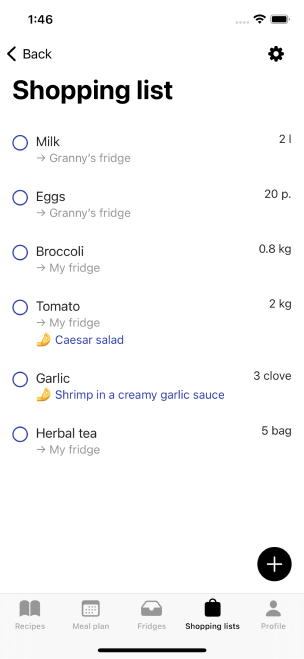 1:46
Back
Shopping list
Milk 2 l
→ Granny's fridge
Eggs 20 p.
→ Granny's fridge
Broccoli 0.8 kg
→ My fridge
Tomato 2 kg
→ My fridge
Caesar salad
Garlic 3 clove
Shrimp in a creamy garlic sauce
Herbal tea 5 bag
→ My fridge
Recipes Meal plan Fridges Shopping lists Profile